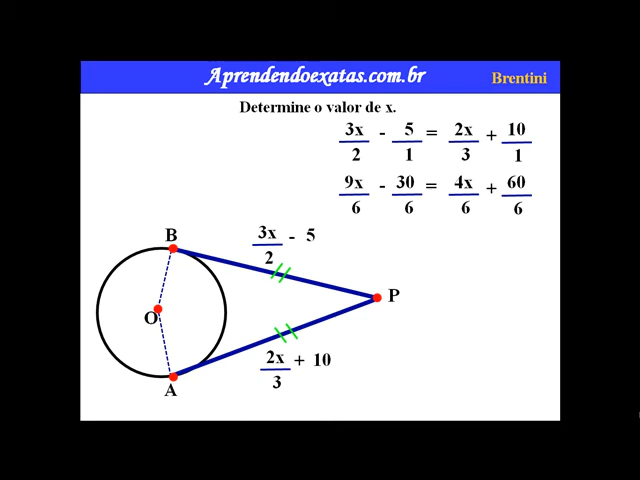 Aprendendoexatas.com.br Brentini
Determine o valor de x.
3x/2 - 5/1 = 2x/3 + 10/1
9x/6 - 30/6 = 4x/6 + 60/6
B
3x/2 - 5
P
O
2x/3 + 10
A